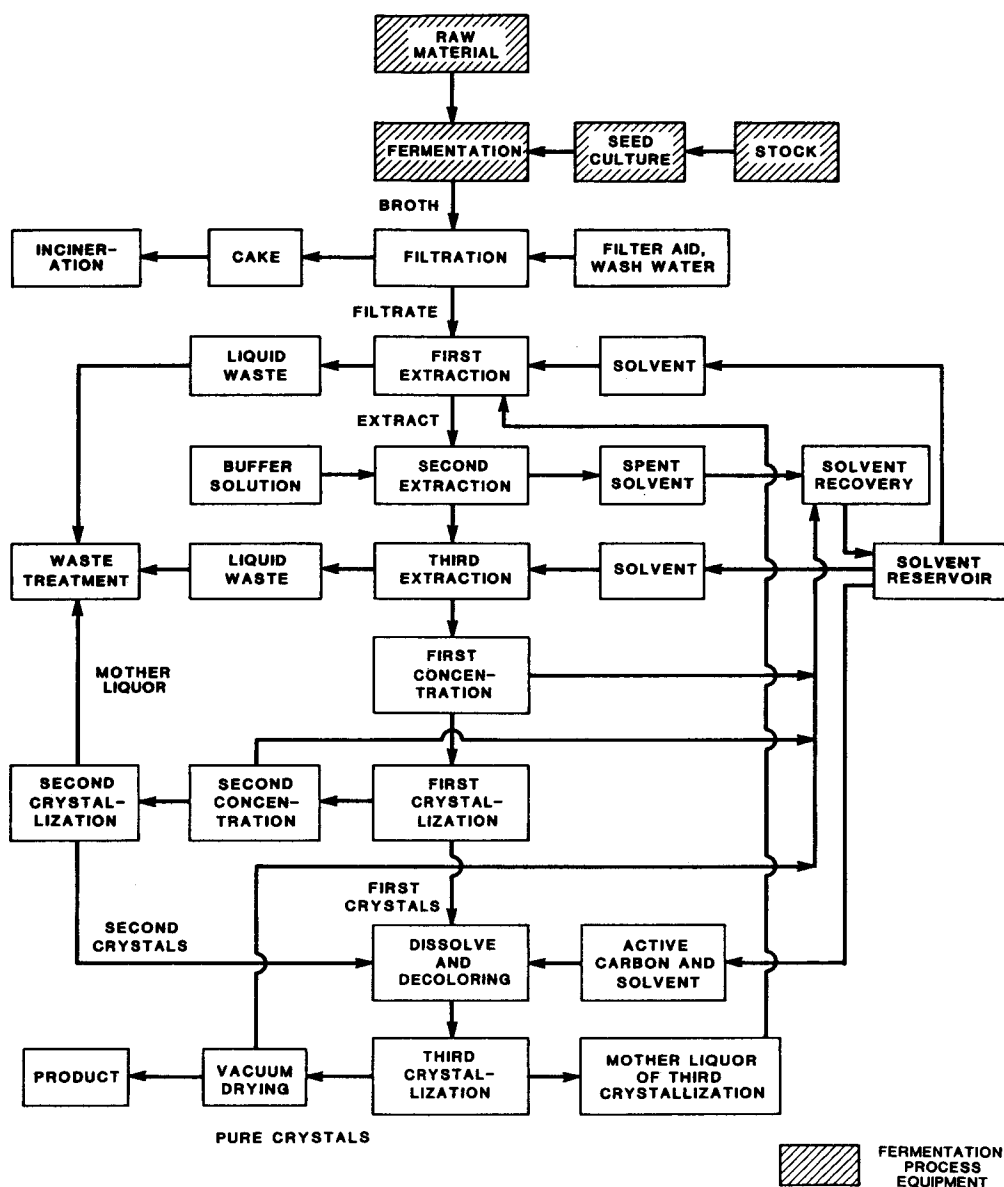 RAW
MATERIAL
FERMENTATION
SEED
CULTURE
STOCK
BROTH
INCINER-
ATION
CAKE
FILTRATION
FILTER AID,
WASH WATER
FILTRATE
LIQUID
WASTE
FIRST
EXTRACTION
SOLVENT
EXTRACT
BUFFER
SOLUTION
SECOND
EXTRACTION
SPENT
SOLVENT
SOLVENT
RECOVERY
WASTE
TREATMENT
LIQUID
WASTE
THIRD
EXTRACTION
SOLVENT
SOLVENT
RESERVOIR
FIRST
CONCEN-
TRATION
MOTHER
LIQUOR
SECOND
CRYSTAL-
LIZATION
SECOND
CONCEN-
TRATION
FIRST
CRYSTAL-
LIZATION
FIRST
CRYSTALS
SECOND
CRYSTALS
DISSOLVE
AND
DECOLORING
ACTIVE
CARBON AND
SOLVENT
PRODUCT
VACUUM
DRYING
THIRD
CRYSTAL-
LIZATION
MOTHER LIQUOR
OF THIRD
CRYSTALLIZATION
PURE CRYSTALS
FERMENTATION
PROCESS
EQUIPMENT